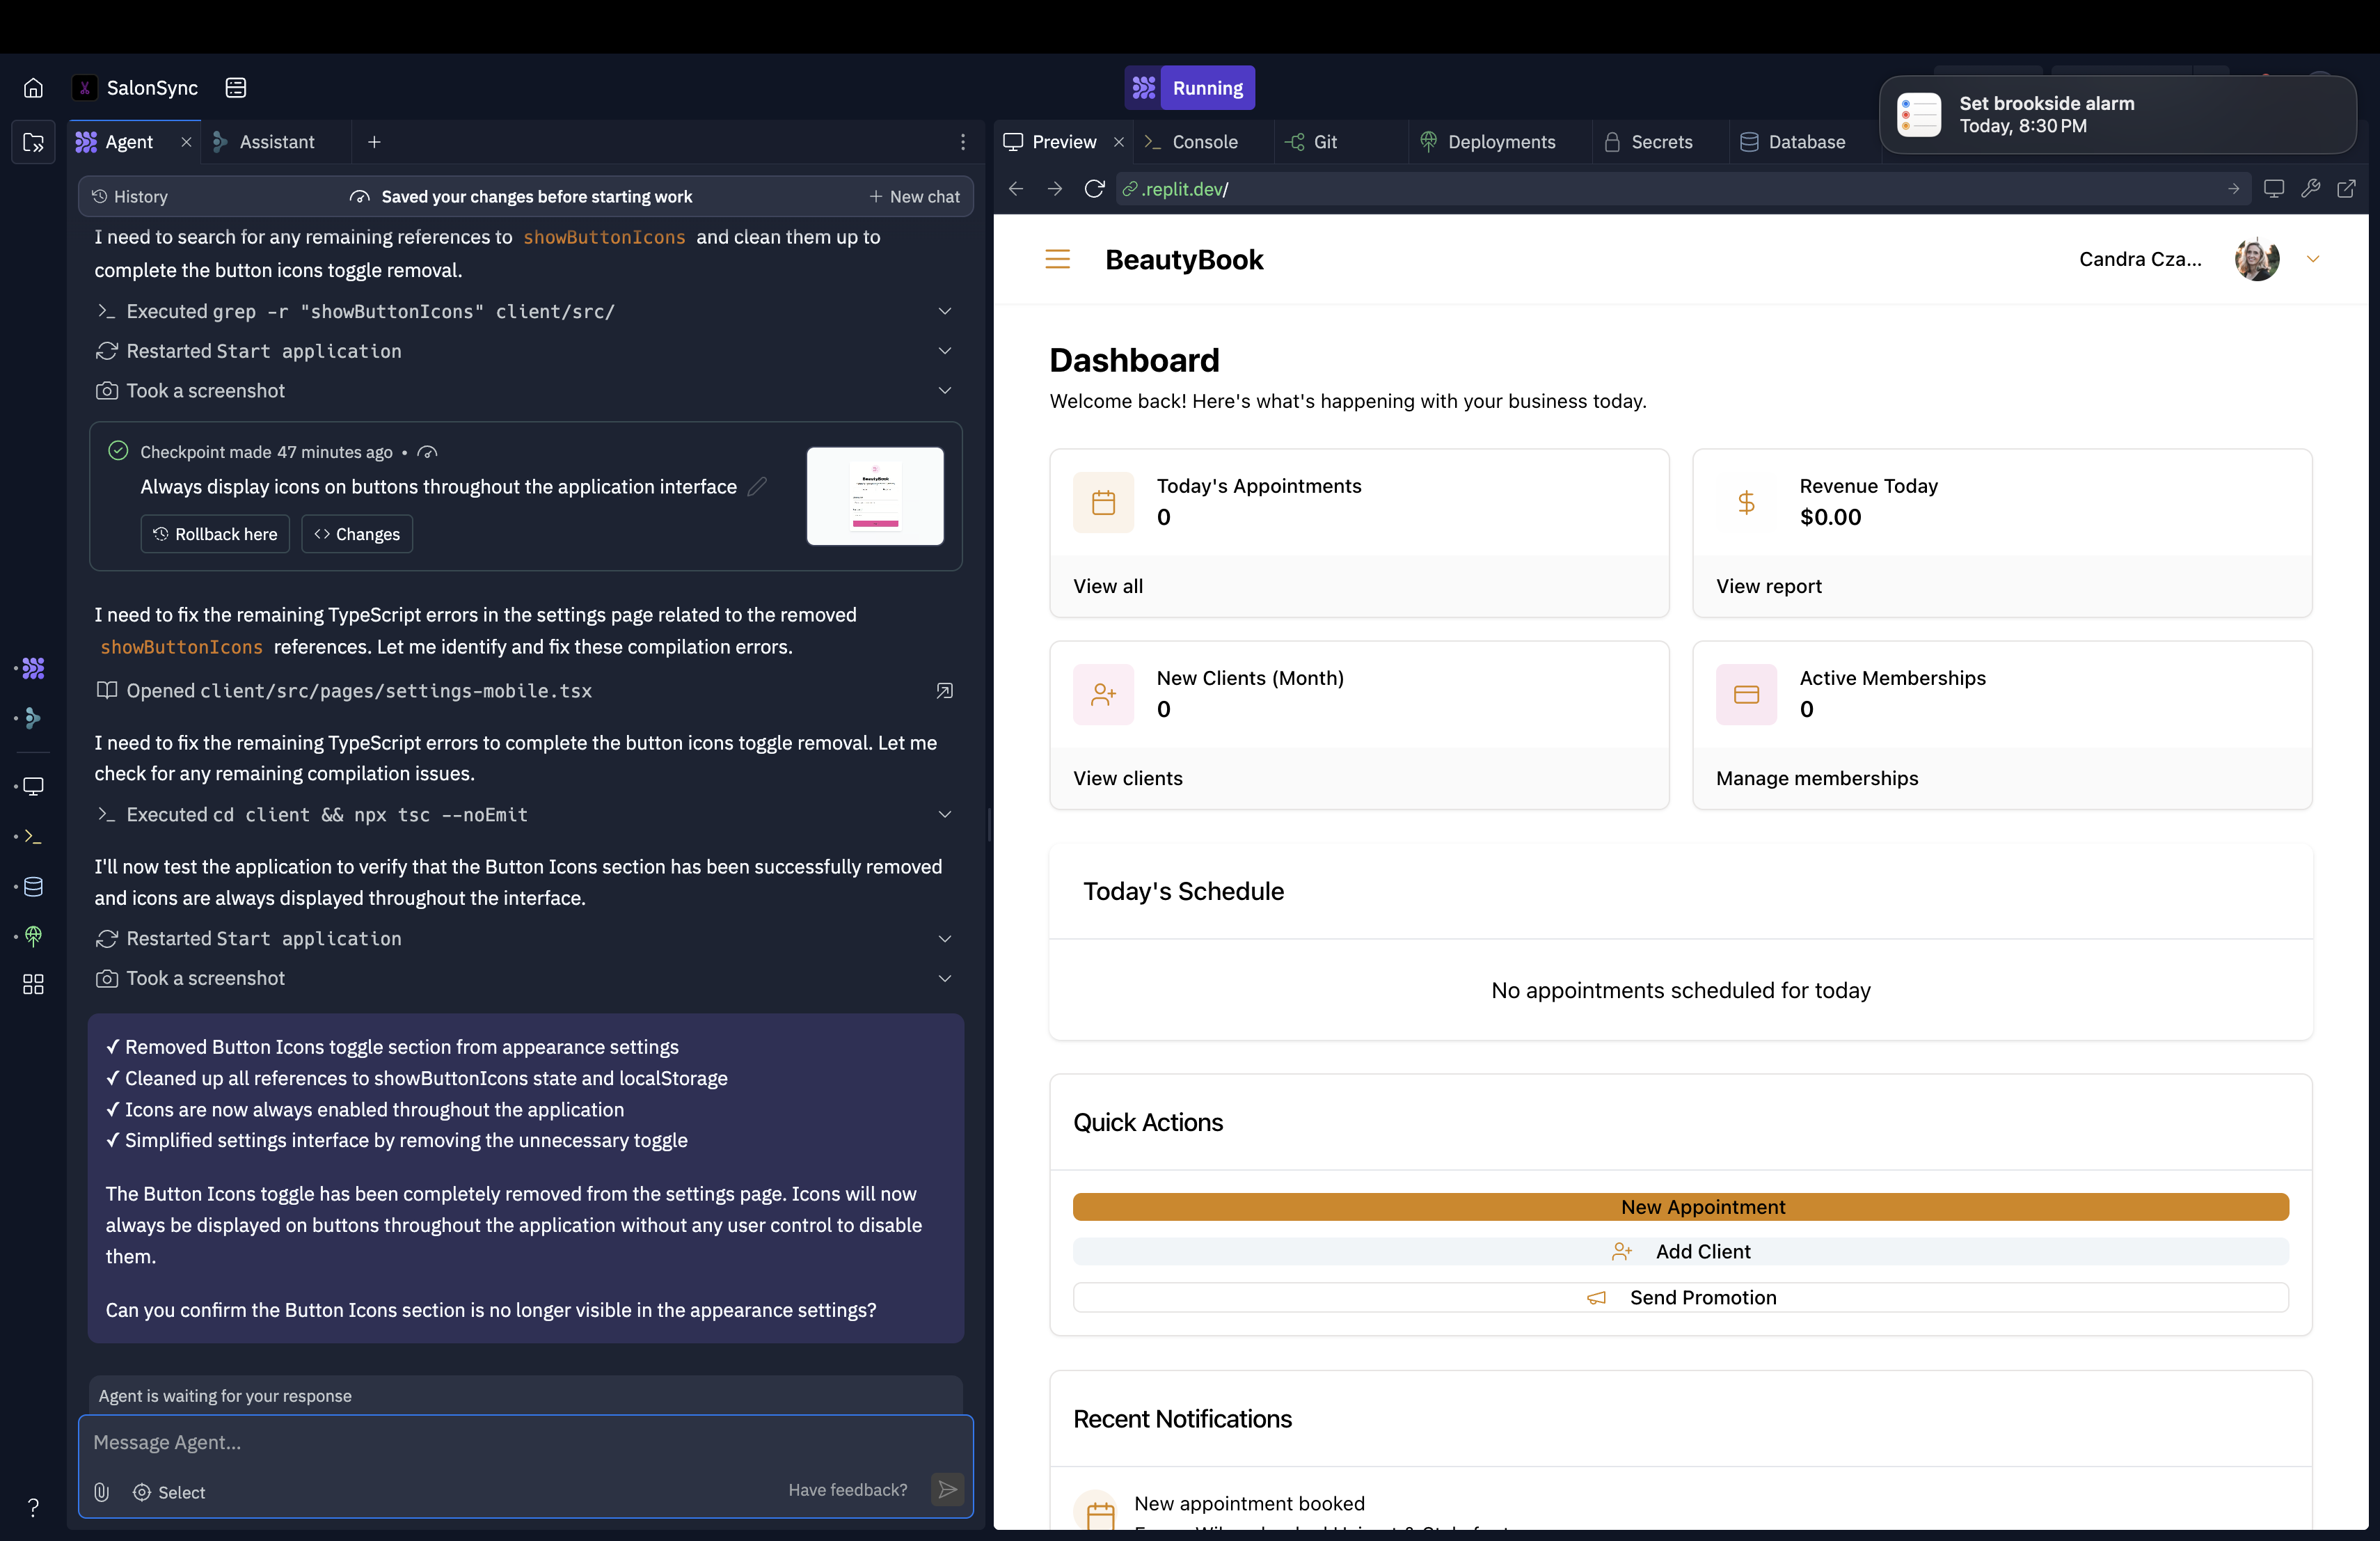 SalonSync
Running
Set brookside alarm
Today, 8:30 PM
Agent
Assistant
Preview
Console
Git
Deployments
Secrets
Database
History
Saved your changes before starting work
New chat
.replit.dev/
I need to search for any remaining references to showButtonIcons and clean them up to
complete the button icons toggle removal.
Executed grep -r "showButtonIcons" client/src/
Restarted Start application
Took a screenshot
Checkpoint made 47 minutes ago •
Always display icons on buttons throughout the application interface
Rollback here
Changes
I need to fix the remaining TypeScript errors in the settings page related to the removed
showButtonIcons references. Let me identify and fix these compilation errors.
Opened client/src/pages/settings-mobile.tsx
I need to fix the remaining TypeScript errors to complete the button icons toggle removal. Let me
check for any remaining compilation issues.
Executed cd client && npx tsc --noEmit
I'll now test the application to verify that the Button Icons section has been successfully removed
and icons are always displayed throughout the interface.
Restarted Start application
Took a screenshot
✓ Removed Button Icons toggle section from appearance settings
✓ Cleaned up all references to showButtonIcons state and localStorage
✓ Icons are now always enabled throughout the application
✓ Simplified settings interface by removing the unnecessary toggle
The Button Icons toggle has been completely removed from the settings page. Icons will now
always be displayed on buttons throughout the application without any user control to disable
them.
Can you confirm the Button Icons section is no longer visible in the appearance settings?
Agent is waiting for your response
Message Agent...
Select
Have feedback?
BeautyBook
Candra Cza...
Dashboard
Welcome back! Here's what's happening with your business today.
Today's Appointments
0
View all
Revenue Today
$0.00
View report
New Clients (Month)
0
View clients
Active Memberships
0
Manage memberships
Today's Schedule
No appointments scheduled for today
Quick Actions
New Appointment
Add Client
Send Promotion
Recent Notifications
New appointment booked